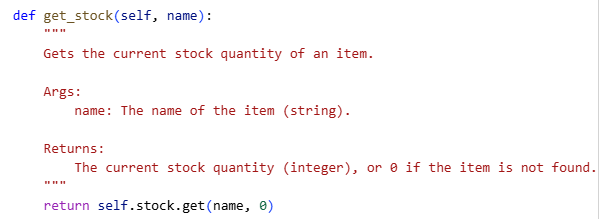 def get_stock(self, name):
    """
    Gets the current stock quantity of an item.

    Args:
        name: The name of the item (string).

    Returns:
        The current stock quantity (integer), or 0 if the item is not found.
    """
    return self.stock.get(name, 0)